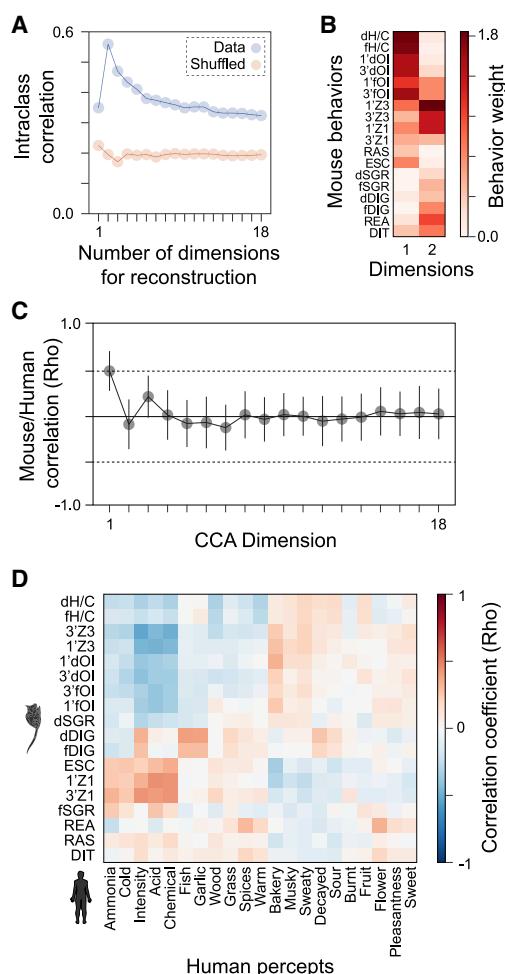 A
0.6
Data
Shuffled
Intraclass
correlation
0.0
1
18
Number of dimensions
for reconstruction
B
Mouse behaviors
dH/C
fH/C
1'dOI
3'dOI
1'fOI
3'fOI
1'Z3
3'Z3
1'Z1
3'Z1
RAS
ESC
dSGR
fSGR
dDIG
fDIG
REA
DIT
1 2
Dimensions
1.8
0.0
Behavior weight
C
1.0
-1.0
Mouse/Human
correlation (Rho)
1
18
CCA Dimension
D
dH/C
fH/C
3'Z3
1'Z3
1'dOI
3'dOI
3'fOI
1'fOI
dSGR
dDIG
fDIG
ESC
1'Z1
3'Z1
fSGR
REA
RAS
DIT
1
0
-1
Correlation coefficient (Rho)
Ammonia
Cold
Intensity
Acid
Chemical
Fish
Garlic
Wood
Grass
Spices
Warm
Bakery
Musky
Sweaty
Decayed
Sour
Burnt
Fruit
Flower
Pleasantness
Sweet
Human percepts